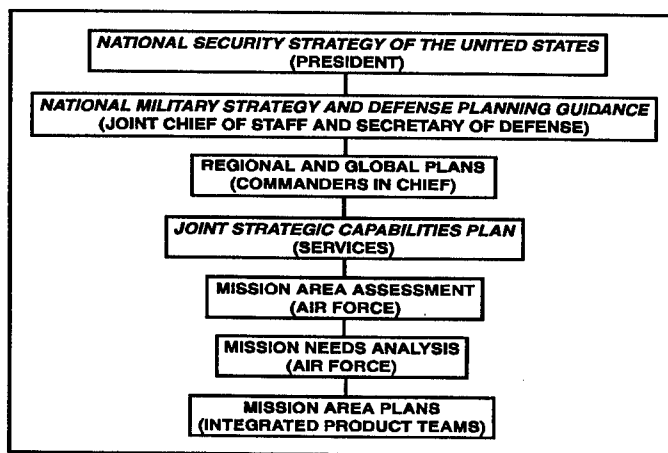 NATIONAL SECURITY STRATEGY OF THE UNITED STATES
(PRESIDENT)
NATIONAL MILITARY STRATEGY AND DEFENSE PLANNING GUIDANCE
(JOINT CHIEF OF STAFF AND SECRETARY OF DEFENSE)
REGIONAL AND GLOBAL PLANS
(COMMANDERS IN CHIEF)
JOINT STRATEGIC CAPABILITIES PLAN
(SERVICES)
MISSION AREA ASSESSMENT
(AIR FORCE)
MISSION NEEDS ANALYSIS
(AIR FORCE)
MISSION AREA PLANS
(INTEGRATED PRODUCT TEAMS)